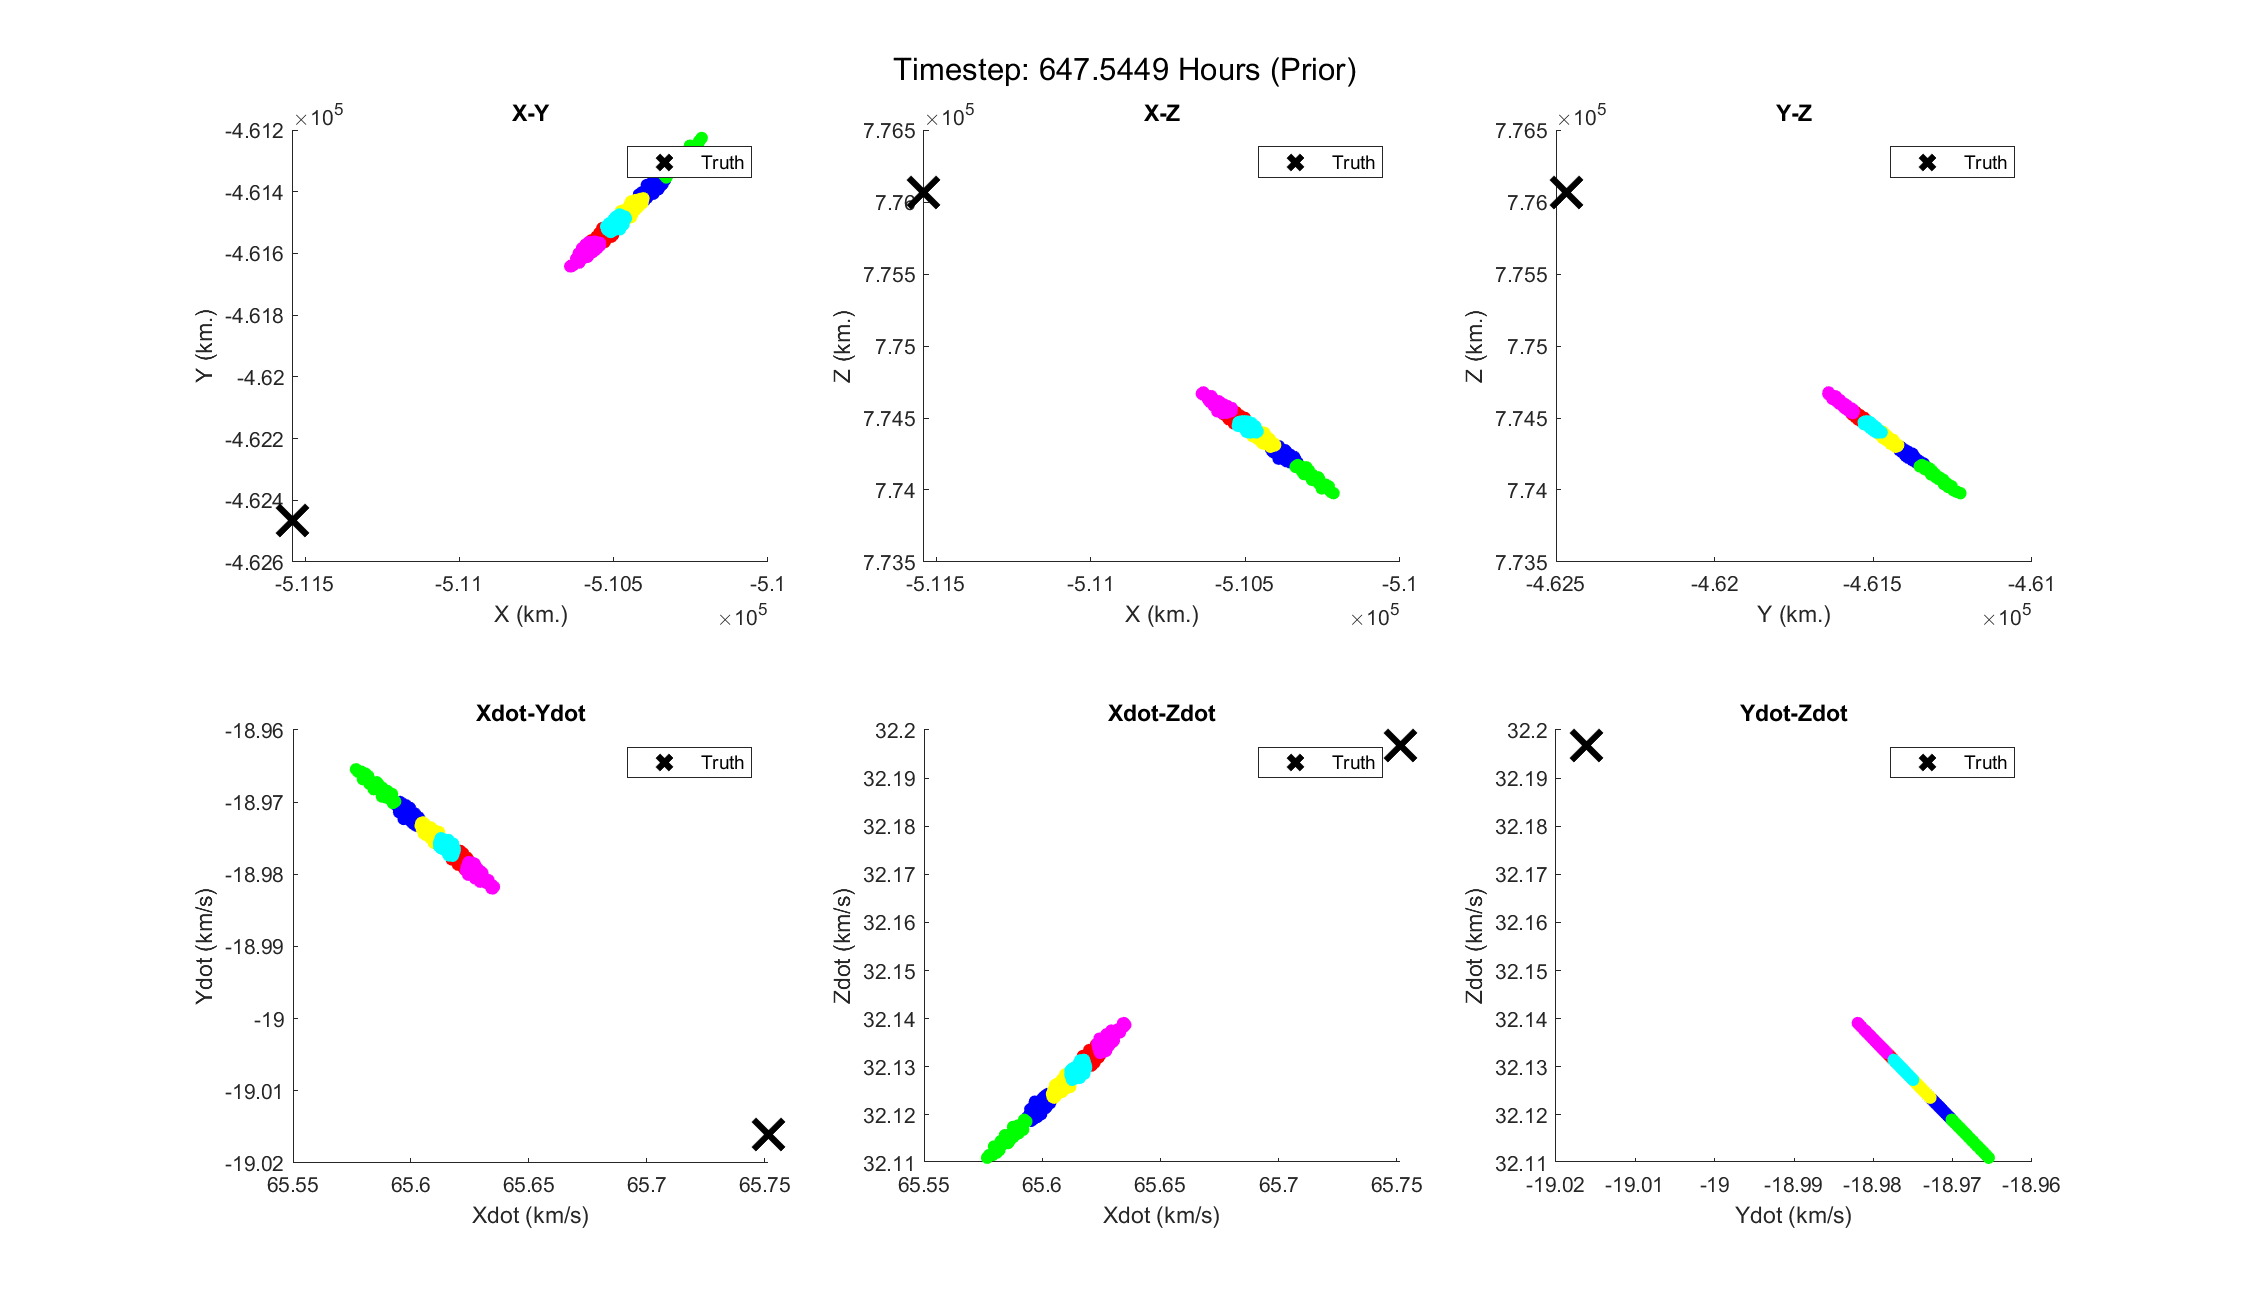 Timestep: 647.5449 Hours (Prior)
X-Y
×10^5
-4.612
-4.614
-4.616
-4.618
-4.62
-4.622
-4.624
-4.626
Y (km.)
Truth
-5.115 -5.11 -5.105 -5.1
X (km.)
×10^5
X-Z
×10^5
7.765
7.76
7.755
7.75
7.745
7.74
7.735
Z (km.)
Truth
-5.115 -5.11 -5.105 -5.1
X (km.)
×10^5
Y-Z
×10^5
7.765
7.76
7.755
7.75
7.745
7.74
7.735
Z (km.)
Truth
-4.625 -4.62 -4.615 -4.61
Y (km.)
×10^5
Xdot-Ydot
-18.96
-18.97
-18.98
-18.99
-19
-19.01
-19.02
Ydot (km/s)
Truth
65.55 65.6 65.65 65.7 65.75
Xdot (km/s)
Xdot-Zdot
32.2
32.19
32.18
32.17
32.16
32.15
32.14
32.13
32.12
32.11
Zdot (km/s)
Truth
65.55 65.6 65.65 65.7 65.75
Xdot (km/s)
Ydot-Zdot
32.2
32.19
32.18
32.17
32.16
32.15
32.14
32.13
32.12
32.11
Zdot (km/s)
Truth
-19.02 -19.01 -19 -18.99 -18.98 -18.97 -18.96
Ydot (km/s)